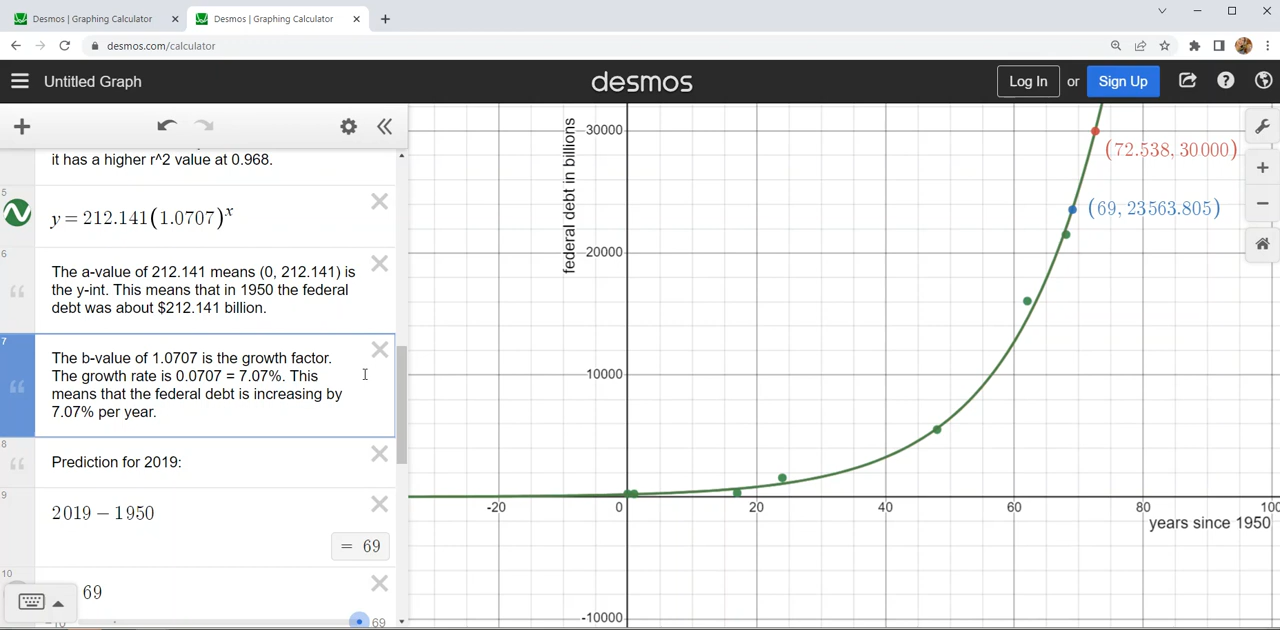 Desmos | Graphing Calculator
Desmos | Graphing Calculator
desmos.com/calculator
Untitled Graph
desmos
Log In or Sign Up
it has a higher r^2 value at 0.968.
5
y = 212.141(1.0707)^x
6
The a-value of 212.141 means (0, 212.141) is
the y-int. This means that in 1950 the federal
debt was about $212.141 billion.
7
The b-value of 1.0707 is the growth factor.
The growth rate is 0.0707 = 7.07%. This
means that the federal debt is increasing by
7.07% per year.
8
Prediction for 2019:
9
2019 − 1950
= 69
10
69
69
federal debt in billions
30000
20000
10000
-10000
(72.538, 30000)
(69, 23563.805)
-20
0
20
40
60
80
100
years since 1950